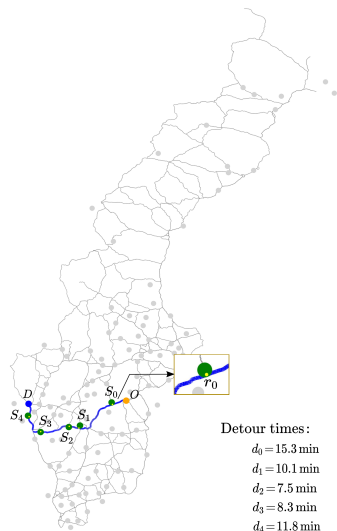 S₀
O
r₀
D
S₄
S₃
S₁
S₂
Detour times:
d₀=15.3 min
d₁=10.1 min
d₂=7.5 min
d₃=8.3 min
d₄=11.8 min